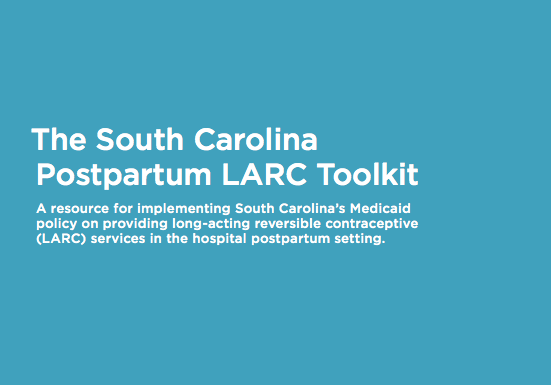 The South Carolina
Postpartum LARC Toolkit
A resource for implementing South Carolina's Medicaid
policy on providing long-acting reversible contraceptive
(LARC) services in the hospital postpartum setting.